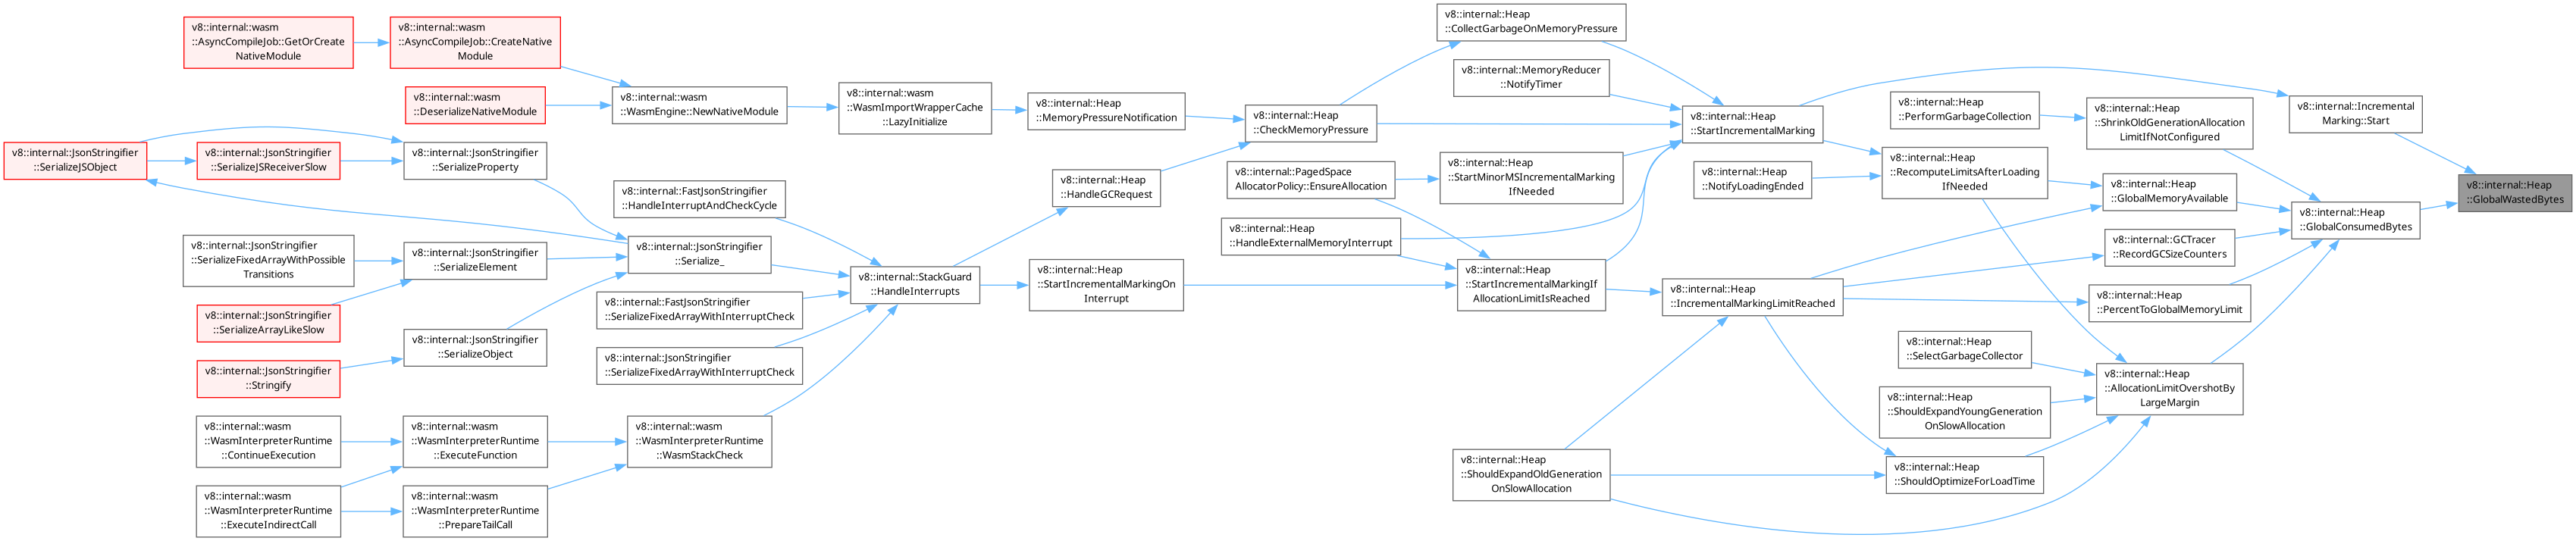 v8::internal::wasm
::AsyncCompileJob::GetOrCreate
NativeModule
v8::internal::wasm
::AsyncCompileJob::CreateNative
Module
v8::internal::wasm
::DeserializeNativeModule
v8::internal::wasm
::WasmEngine::NewNativeModule
v8::internal::wasm
::WasmImportWrapperCache
::LazyInitialize
v8::internal::Heap
::MemoryPressureNotification
v8::internal::Heap
::CheckMemoryPressure
v8::internal::Heap
::CollectGarbageOnMemoryPressure
v8::internal::MemoryReducer
::NotifyTimer
v8::internal::Heap
::StartIncrementalMarking
v8::internal::Heap
::PerformGarbageCollection
v8::internal::Heap
::ShrinkOldGenerationAllocation
LimitIfNotConfigured
v8::internal::Incremental
Marking::Start
v8::internal::Heap
::GlobalWastedBytes
v8::internal::JsonStringifier
::SerializeJSObject
v8::internal::JsonStringifier
::SerializeJSReceiverSlow
v8::internal::JsonStringifier
::SerializeProperty
v8::internal::FastJsonStringifier
::HandleInterruptAndCheckCycle
v8::internal::Heap
::HandleGCRequest
v8::internal::PagedSpace
AllocatorPolicy::EnsureAllocation
v8::internal::Heap
::StartMinorMSIncrementalMarking
IfNeeded
v8::internal::Heap
::NotifyLoadingEnded
v8::internal::Heap
::RecomputeLimitsAfterLoading
IfNeeded
v8::internal::Heap
::GlobalMemoryAvailable
v8::internal::Heap
::GlobalConsumedBytes
v8::internal::JsonStringifier
::SerializeFixedArrayWithPossible
Transitions
v8::internal::JsonStringifier
::SerializeElement
v8::internal::JsonStringifier
::Serialize_
v8::internal::StackGuard
::HandleInterrupts
v8::internal::Heap
::StartIncrementalMarkingOn
Interrupt
v8::internal::Heap
::HandleExternalMemoryInterrupt
v8::internal::Heap
::StartIncrementalMarkingIf
AllocationLimitIsReached
v8::internal::Heap
::IncrementalMarkingLimitReached
v8::internal::GCTracer
::RecordGCSizeCounters
v8::internal::Heap
::PercentToGlobalMemoryLimit
v8::internal::JsonStringifier
::SerializeArrayLikeSlow
v8::internal::JsonStringifier
::SerializeObject
v8::internal::FastJsonStringifier
::SerializeFixedArrayWithInterruptCheck
v8::internal::JsonStringifier
::SerializeFixedArrayWithInterruptCheck
v8::internal::JsonStringifier
::Stringify
v8::internal::Heap
::SelectGarbageCollector
v8::internal::Heap
::AllocationLimitOvershotBy
LargeMargin
v8::internal::Heap
::ShouldExpandYoungGeneration
OnSlowAllocation
v8::internal::wasm
::WasmInterpreterRuntime
::ContinueExecution
v8::internal::wasm
::WasmInterpreterRuntime
::ExecuteFunction
v8::internal::wasm
::WasmInterpreterRuntime
::WasmStackCheck
v8::internal::Heap
::ShouldExpandOldGeneration
OnSlowAllocation
v8::internal::Heap
::ShouldOptimizeForLoadTime
v8::internal::wasm
::WasmInterpreterRuntime
::ExecuteIndirectCall
v8::internal::wasm
::WasmInterpreterRuntime
::PrepareTailCall